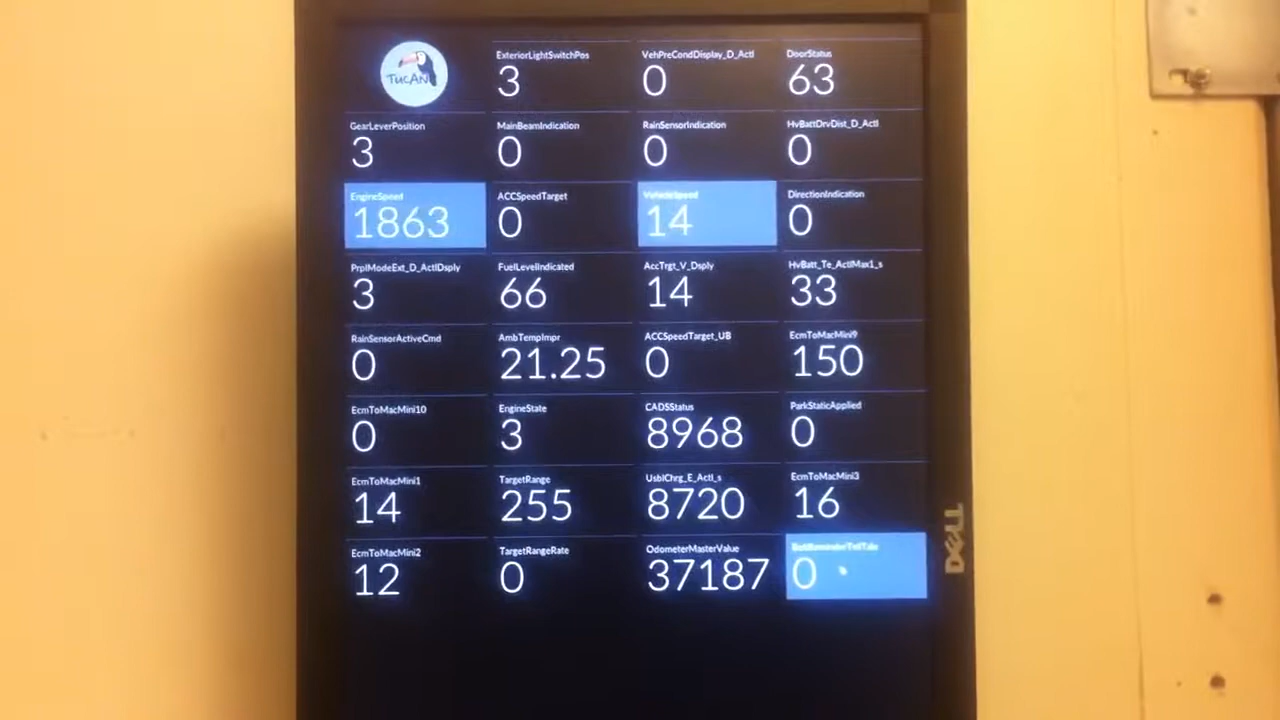 TUCAN
ExteriorLightSwitchPos
3
VehPreCondDisplay_D_Actl
0
DoorStatus
63
GearLeverPosition
3
MainBeamIndication
0
RainSensorIndication
0
HvBattDrvDist_D_Actl
0
EngineSpeed
1863
ACCSpeedTarget
0
VehicleSpeed
14
DirectionIndication
0
PrplModeExt_D_ActlDsply
3
FuelLevelIndicated
66
AccTrgt_V_Dsply
14
HvBatt_Te_ActlMax1_s
33
RainSensorActiveCmd
0
AmbTempImpr
21.25
ACCSpeedTarget_UB
0
EcmToMacMini9
150
EcmToMacMini10
0
EngineState
3
CADSStatus
8968
ParkStaticApplied
0
EcmToMacMini1
14
TargetRange
255
UsblChrg_E_Actl_s
8720
EcmToMacMini3
16
EcmToMacMini2
12
TargetRangeRate
0
OdometerMasterValue
37187
BeltReminderTellTale
0
DELL